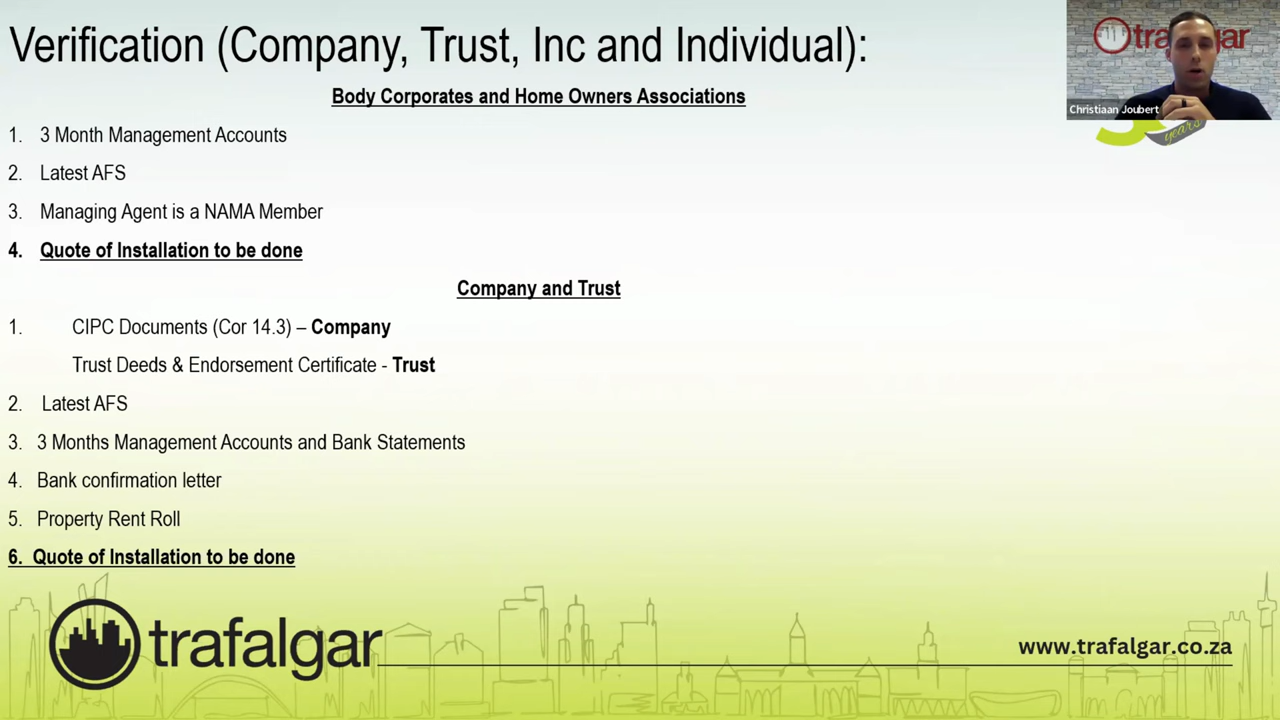 Verification (Company, Trust, Inc and Individual):
Body Corporates and Home Owners Associations
1. 3 Month Management Accounts
2. Latest AFS
3. Managing Agent is a NAMA Member
4. Quote of Installation to be done
Company and Trust
1. CIPC Documents (Cor 14.3) – Company
Trust Deeds & Endorsement Certificate - Trust
2. Latest AFS
3. 3 Months Management Accounts and Bank Statements
4. Bank confirmation letter
5. Property Rent Roll
6. Quote of Installation to be done
Christiaan Joubert
years
trafalgar
www.trafalgar.co.za